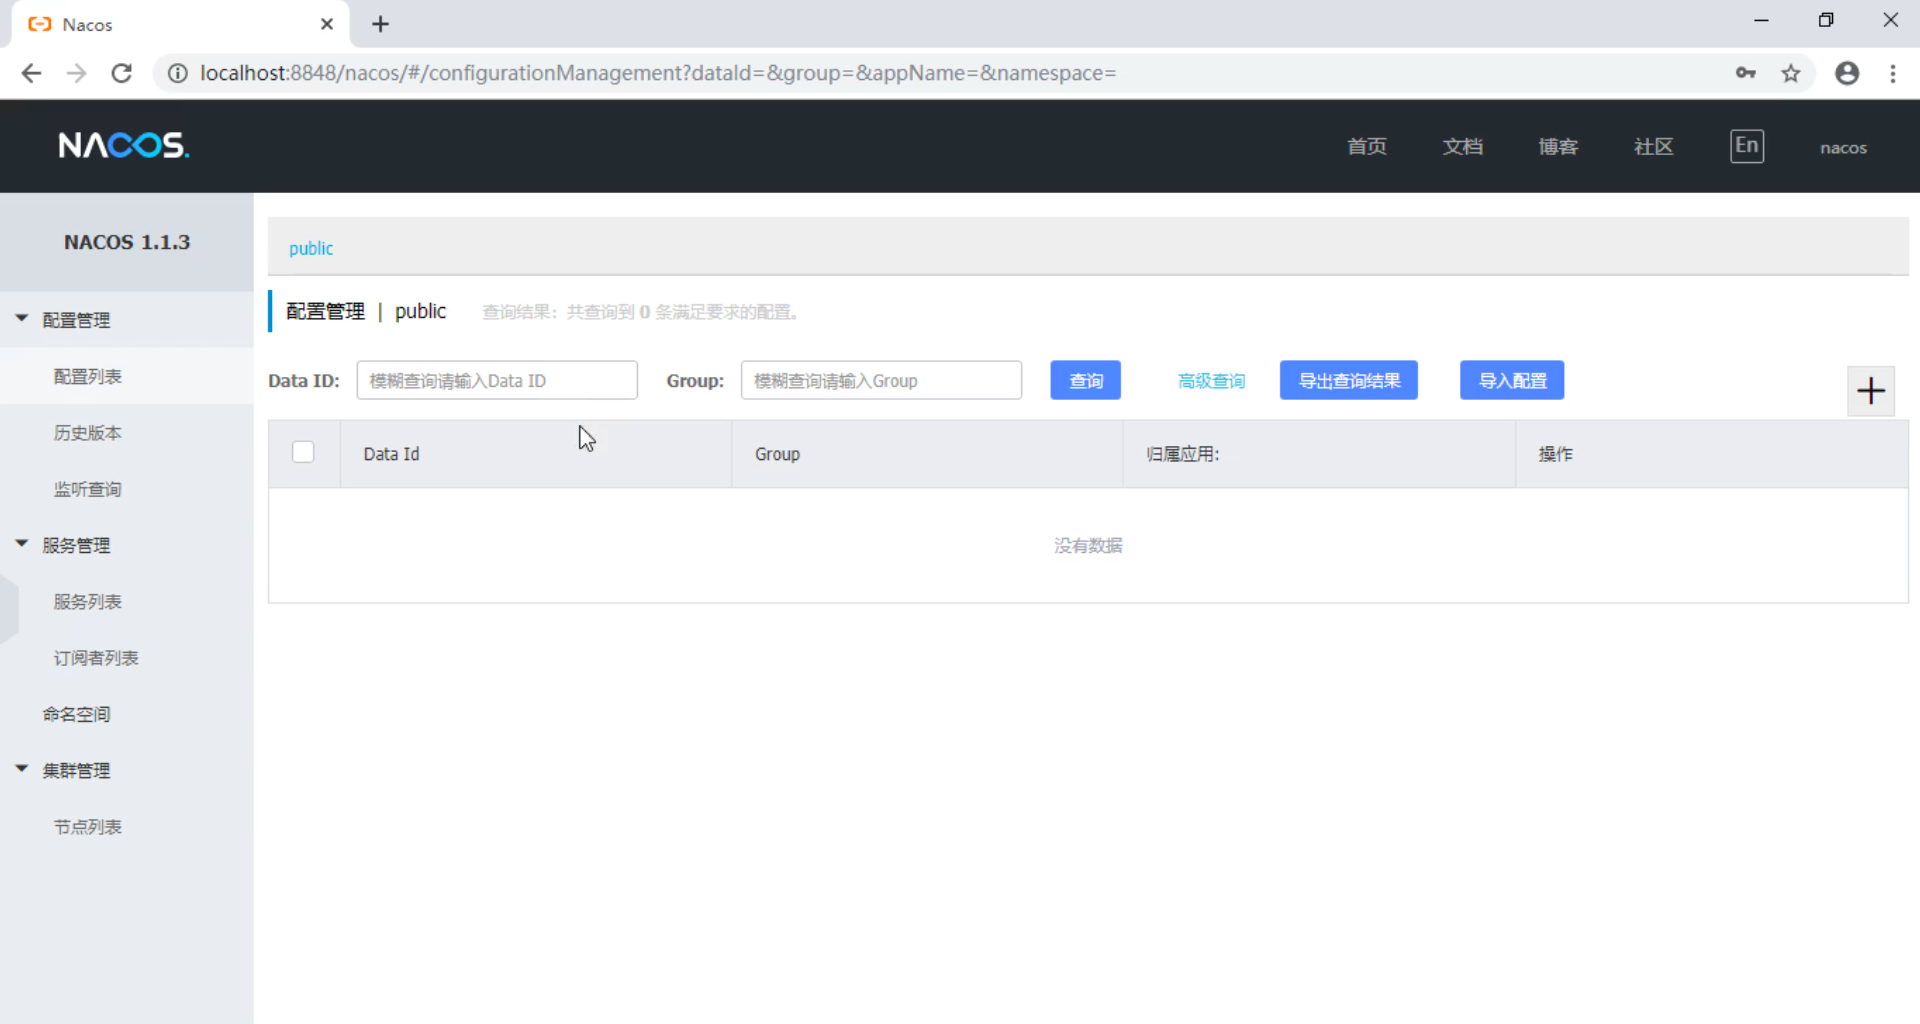 Nacos
localhost:8848/nacos/#/configurationManagement?dataId=&group=&appName=&namespace=
NACOS.
首页
文档
博客
社区
En
nacos
NACOS 1.1.3
配置管理
配置列表
历史版本
监听查询
服务管理
服务列表
订阅者列表
命名空间
集群管理
节点列表
public
配置管理 | public 查询结果：共查询到 0 条满足要求的配置。
Data ID: 模糊查询请输入Data ID Group: 模糊查询请输入Group 查询 高级查询 导出查询结果 导入配置
Data Id Group 归属应用: 操作
没有数据